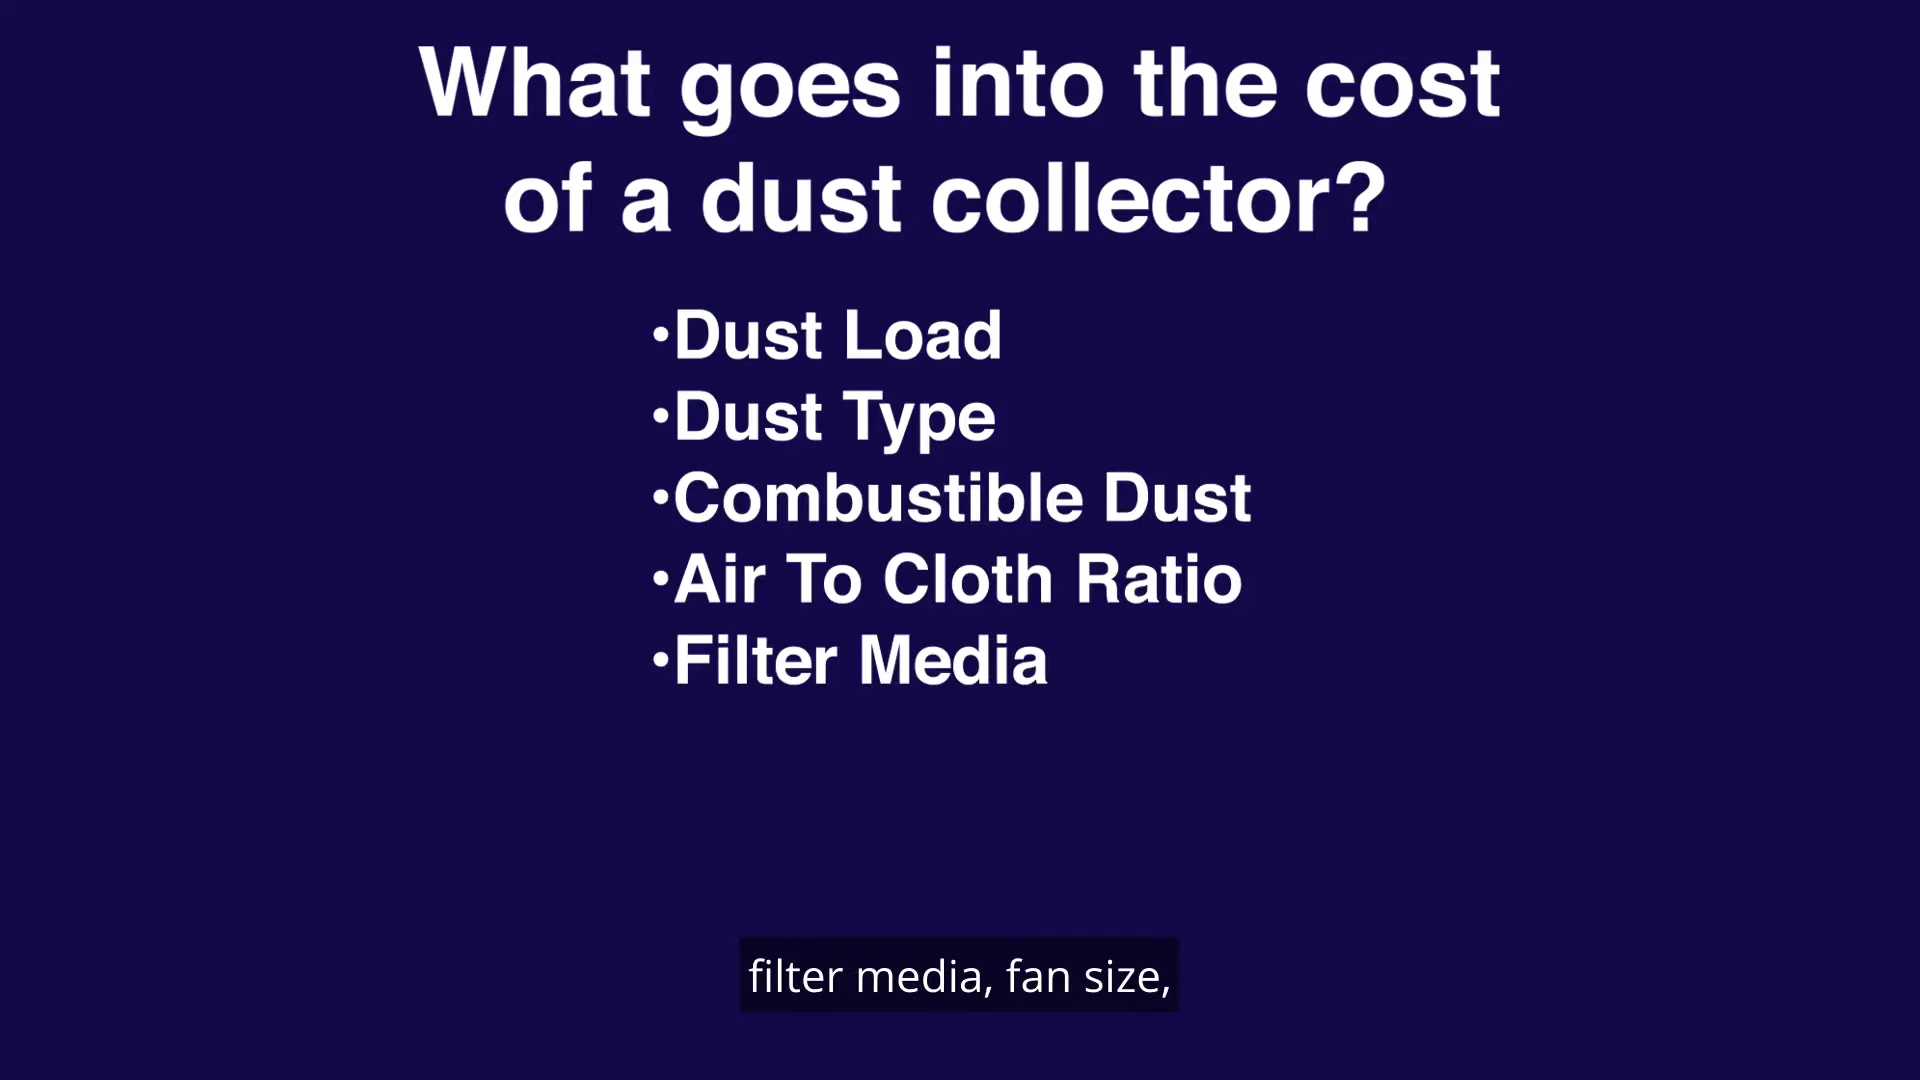 What goes into the cost
of a dust collector?
•Dust Load
•Dust Type
•Combustible Dust
•Air To Cloth Ratio
•Filter Media
filter media, fan size,